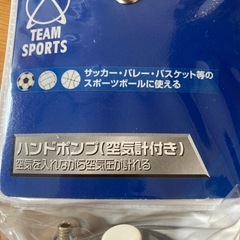 TEAM
SPORTS
サッカー・バレー・バスケット等の
スポーツボールに使える
ハンドポンプ(空気計付き)
空気を入れながら空気圧が計れる